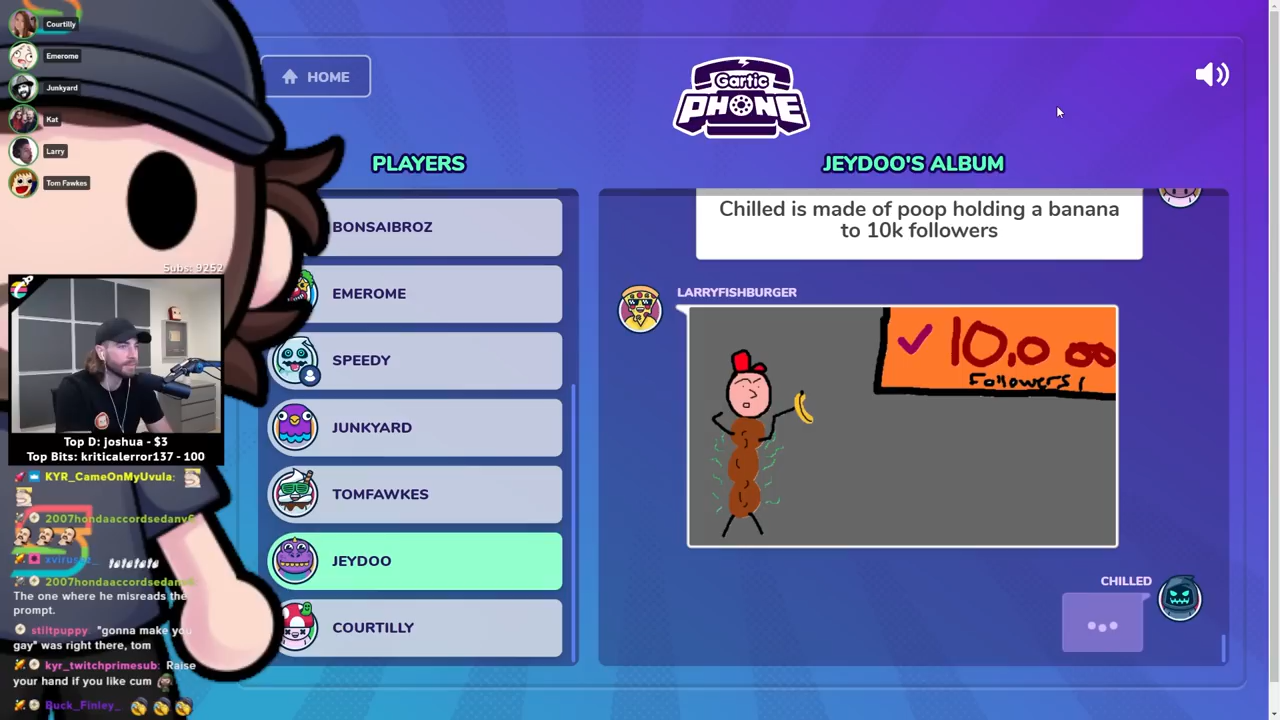 Courtilly
Emerome
Junkyard
Kat
Larry
Tom Fawkes
HOME
Gartic
PHONE
PLAYERS
BONSAIBROZ
EMEROME
SPEEDY
JUNKYARD
TOMFAWKES
JEYDOO
COURTILLY
JEYDOO'S ALBUM
Chilled is made of poop holding a banana
to 10k followers
LARRYFISHBURGER
10,000
Followers!
CHILLED
Subs: 9252
Top D: joshua - $3
Top Bits: kriticalerror137 - 100
KYR_CameOnMyUvula:
2007hondaaccordsedanv6
2007hondaaccordsedanv6
The one where he misreads the
prompt.
stiltpuppy "gonna make you
gay" was right there, tom
kyr_twitchprimesub: Raise
your hand if you like cum
Buck_Finley_: